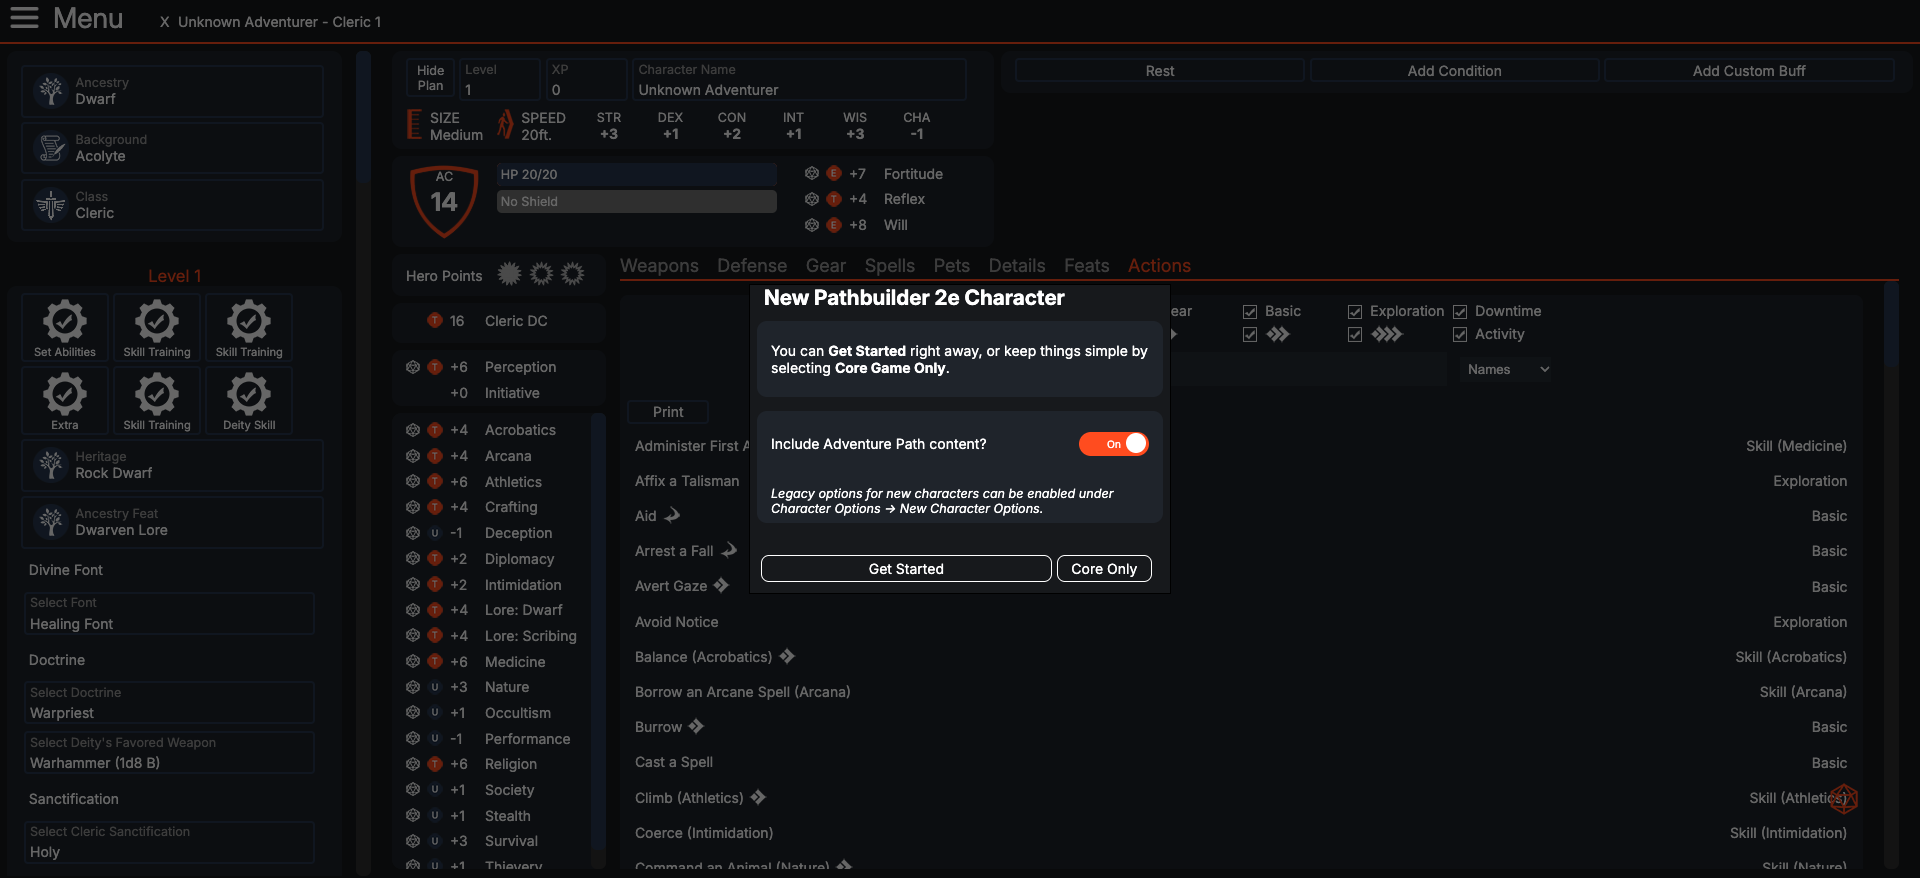 Menu
X Unknown Adventurer - Cleric 1
Ancestry
Dwarf
Background
Acolyte
Class
Cleric
Level 1
Set Abilities
Skill Training
Skill Training
Extra
Skill Training
Deity Skill
Heritage
Rock Dwarf
Ancestry Feat
Dwarven Lore
Divine Font
Select Font
Healing Font
Doctrine
Select Doctrine
Warpriest
Select Deity's Favored Weapon
Warhammer (1d8 B)
Sanctification
Select Cleric Sanctification
Holy
Hide
Plan
Level
1
XP
0
Character Name
Unknown Adventurer
SIZE
Medium
SPEED
20ft.
STR
+3
DEX
+1
CON
+2
INT
+1
WIS
+3
CHA
-1
AC
14
HP 20/20
No Shield
E +7 Fortitude
T +4 Reflex
E +8 Will
Rest
Add Condition
Add Custom Buff
Hero Points
T 16 Cleric DC
T +6 Perception
+0 Initiative
T +4 Acrobatics
T +4 Arcana
T +6 Athletics
T +4 Crafting
U -1 Deception
T +2 Diplomacy
T +2 Intimidation
T +4 Lore: Dwarf
T +4 Lore: Scribing
T +6 Medicine
U +3 Nature
U +1 Occultism
U -1 Performance
T +6 Religion
U +1 Society
U +1 Stealth
U +3 Survival
U +1 Thievery
Weapons Defense Gear Spells Pets Details Feats Actions
ear
Basic
Exploration
Downtime
Activity
Names
Print
Administer First A
Skill (Medicine)
Affix a Talisman
Exploration
Aid
Basic
Arrest a Fall
Basic
Avert Gaze
Basic
Avoid Notice
Exploration
Balance (Acrobatics)
Skill (Acrobatics)
Borrow an Arcane Spell (Arcana)
Skill (Arcana)
Burrow
Basic
Cast a Spell
Basic
Climb (Athletics)
Skill (Athletics)
Coerce (Intimidation)
Skill (Intimidation)
Command an Animal (Nature)
Skill (Nature)
New Pathbuilder 2e Character
You can Get Started right away, or keep things simple by
selecting Core Game Only.
Include Adventure Path content?
On
Legacy options for new characters can be enabled under
Character Options → New Character Options.
Get Started
Core Only